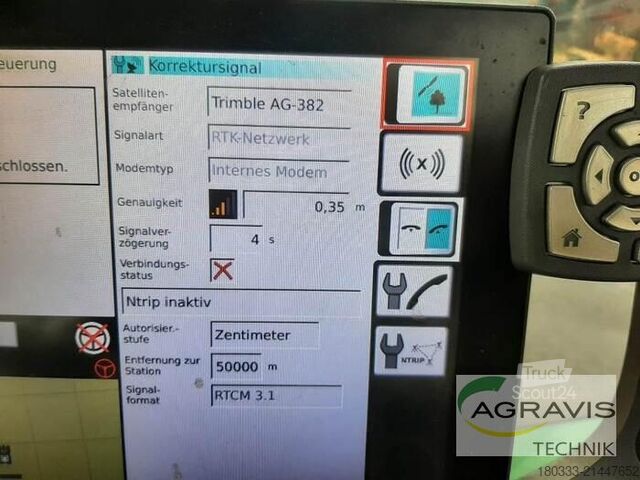 euerung
schlossen.
Korrektursignal
Satelliten-
empfänger
Trimble AG-382
Signalart
RTK-Netzwerk
Modemtyp
Internes Modem
Genauigkeit
0,35 m
Signalver-
zögerung
4 s
Verbindungs-
status
Ntrip inaktiv
Autorisier.-
stufe
Zentimeter
Entfernung zur
Station
50000 m
Signal-
format
RTCM 3.1
(x)
NTRIP
?
Truck
Scout24
AGRAVIS
TECHNIK
180333-21447652